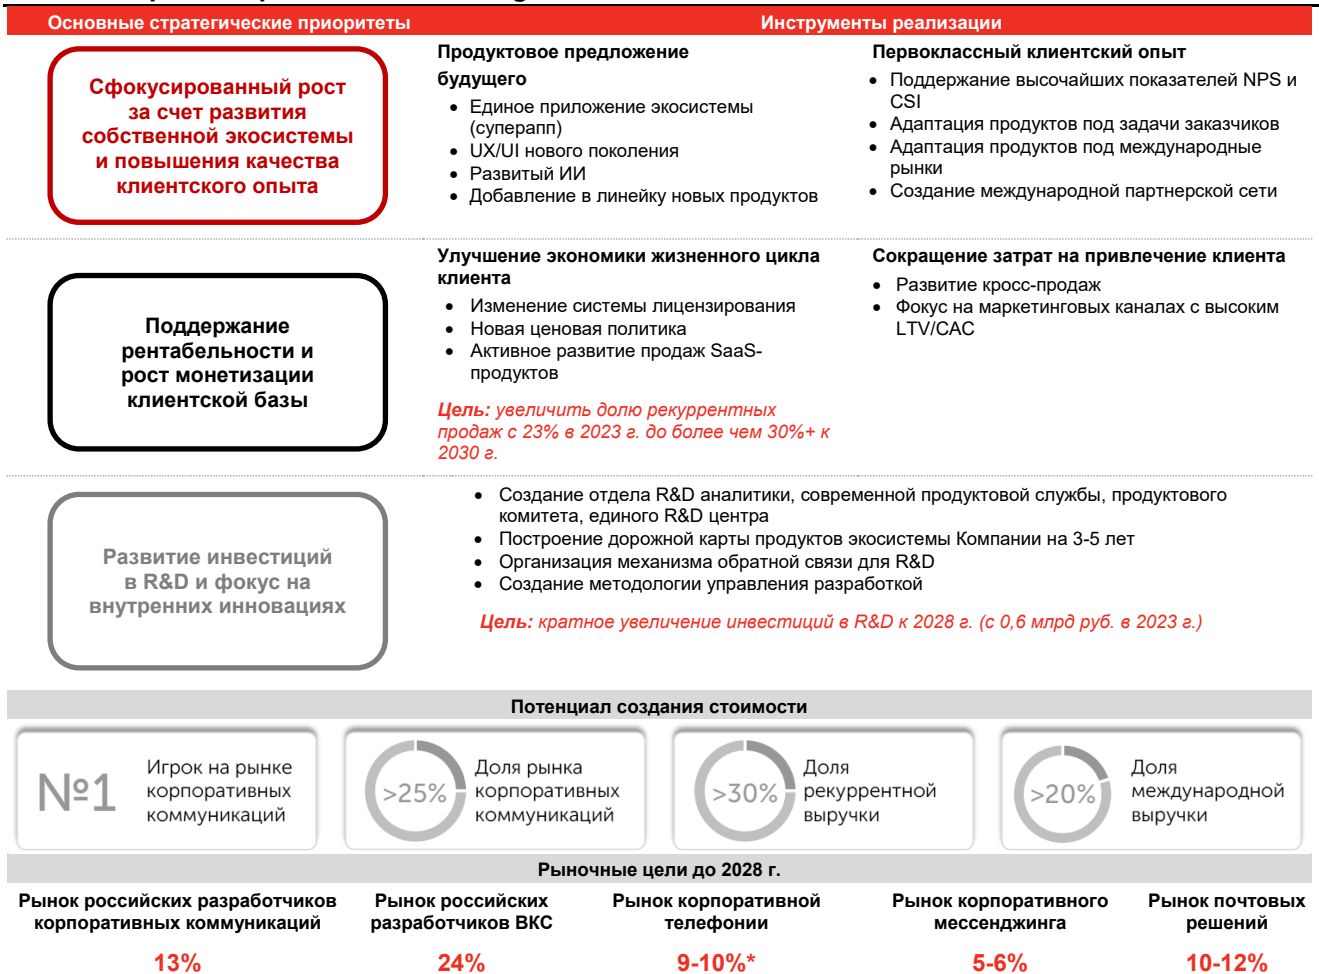 Основные стратегические приоритеты
Инструменты реализации
Сфокусированный рост
за счет развития
собственной экосистемы
и повышения качества
клиентского опыта
Продуктовое предложение
будущего
• Единое приложение экосистемы
(суперапп)
• UX/UI нового поколения
• Развитый ИИ
• Добавление в линейку новых продуктов
Первоклассный клиентский опыт
• Поддержание высочайших показателей NPS и
CSI
• Адаптация продуктов под задачи заказчиков
• Адаптация продуктов под международные
рынки
• Создание международной партнерской сети
Поддержание
рентабельности и
рост монетизации
клиентской базы
Улучшение экономики жизненного цикла
клиента
• Изменение системы лицензирования
• Новая ценовая политика
• Активное развитие продаж SaaS-
продуктов
Цель: увеличить долю рекуррентных
продаж с 23% в 2023 г. до более чем 30%+ к
2030 г.
Сокращение затрат на привлечение клиента
• Развитие кросс-продаж
• Фокус на маркетинговых каналах с высоким
LTV/CAC
Развитие инвестиций
в R&D и фокус на
внутренних инновациях
• Создание отдела R&D аналитики, современной продуктовой службы, продуктового
комитета, единого R&D центра
• Построение дорожной карты продуктов экосистемы Компании на 3-5 лет
• Организация механизма обратной связи для R&D
• Создание методологии управления разработкой
Цель: кратное увеличение инвестиций в R&D к 2028 г. (с 0,6 млрд руб. в 2023 г.)
Потенциал создания стоимости
№1
Игрок на рынке
корпоративных
коммуникаций
>25%
Доля рынка
корпоративных
коммуникаций
>30%
Доля
рекуррентной
выручки
>20%
Доля
международной
выручки
Рыночные цели до 2028 г.
Рынок российских разработчиков
корпоративных коммуникаций
13%
Рынок российских
разработчиков ВКС
24%
Рынок корпоративной
телефонии
9-10%*
Рынок корпоративного
мессенджинга
5-6%
Рынок почтовых
решений
10-12%